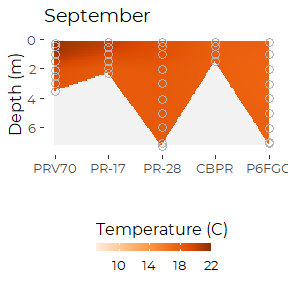 September
Depth (m)
0
2
4
6
PRV70 PR-17 PR-28 CBPR P6FGC
Temperature (C)
10 14 18 22